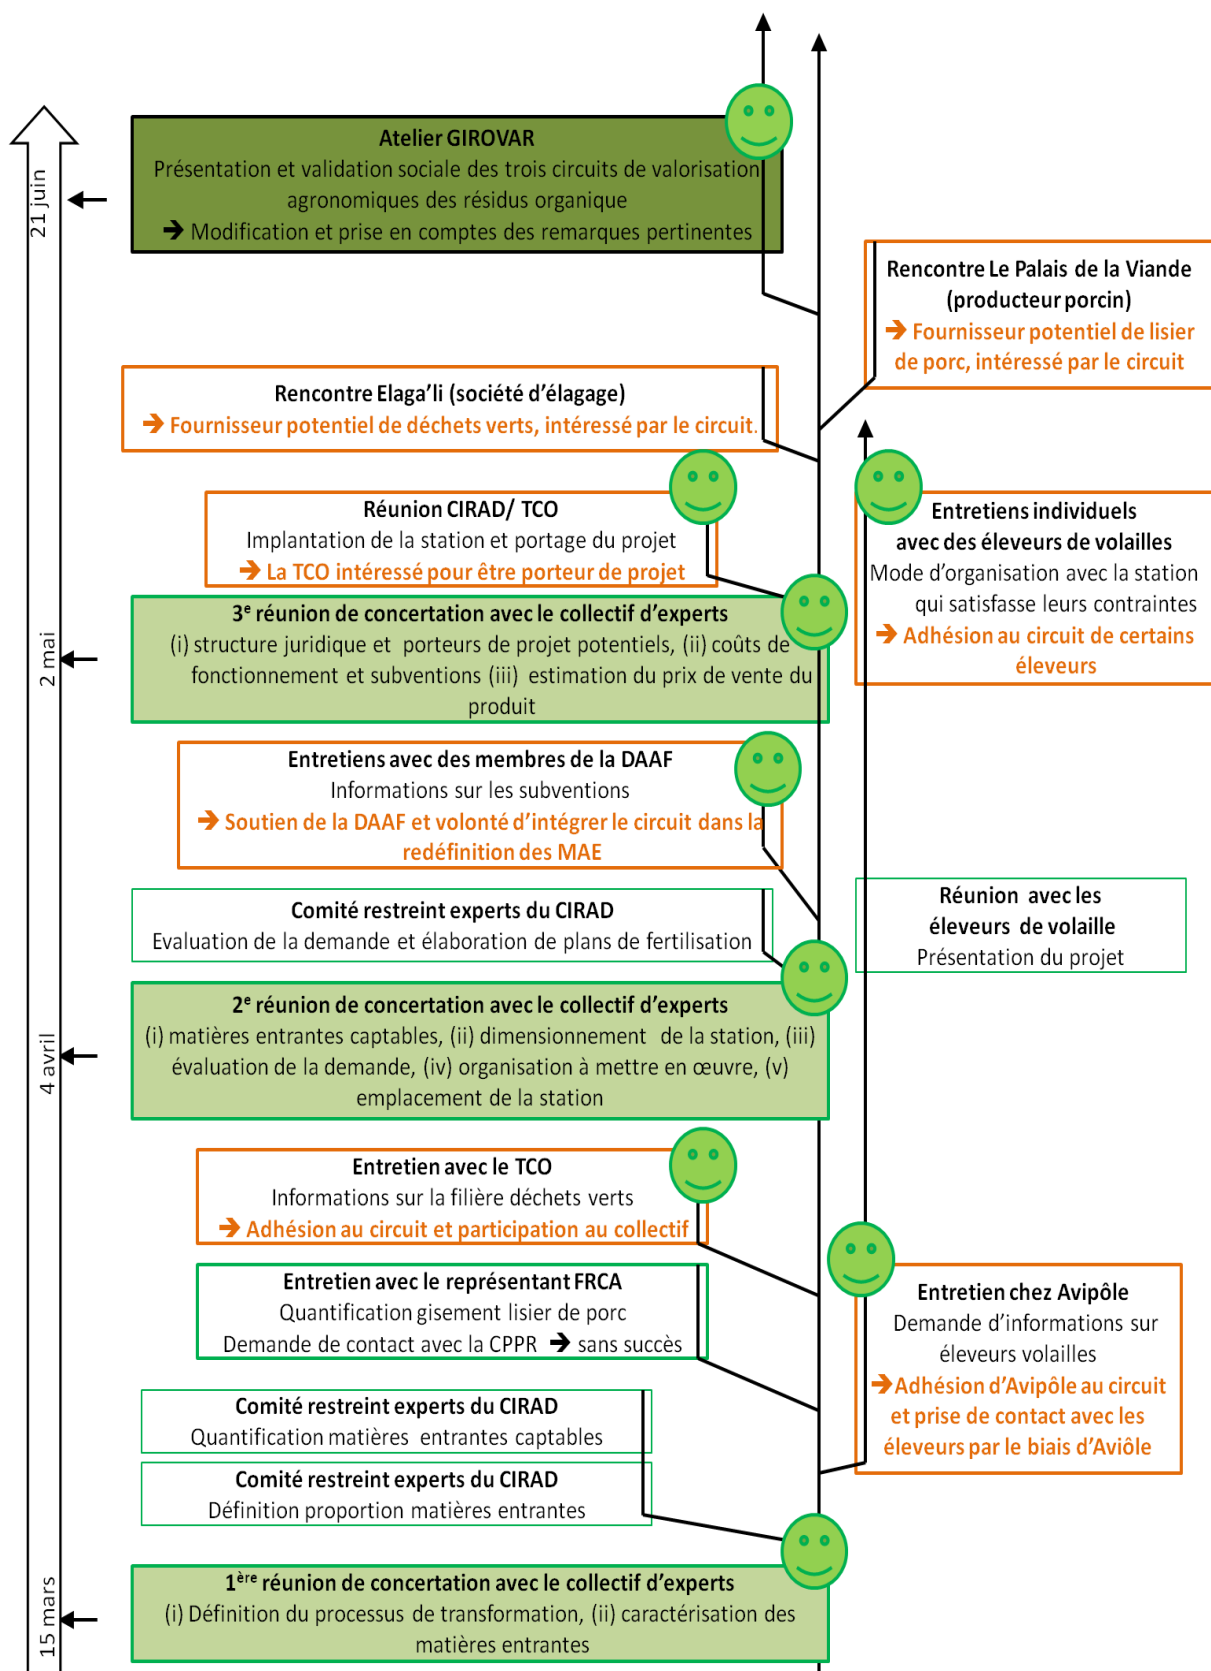 Atelier GIROVAR
Présentation et validation sociale des trois circuits de valorisation
agronomiques des résidus organique
➔ Modification et prise en comptes des remarques pertinentes
21 juin
Rencontre Le Palais de la Viande
(producteur porcin)
➔ Fournisseur potentiel de lisier
de porc, intéressé par le circuit
Rencontre Elaga’li (société d’élagage)
➔ Fournisseur potentiel de déchets verts, intéressé par le circuit.
Réunion CIRAD/ TCO
Implantation de la station et portage du projet
➔ La TCO intéressé pour être porteur de projet
Entretiens individuels
avec des éleveurs de volailles
Mode d’organisation avec la station
qui satisfasse leurs contraintes
➔ Adhésion au circuit de certains
éleveurs
3e réunion de concertation avec le collectif d’experts
(i) structure juridique et porteurs de projet potentiels, (ii) coûts de
fonctionnement et subventions (iii) estimation du prix de vente du
produit
2 mai
Entretiens avec des membres de la DAAF
Informations sur les subventions
➔ Soutien de la DAAF et volonté d’intégrer le circuit dans la
redéfinition des MAE
Comité restreint experts du CIRAD
Evaluation de la demande et élaboration de plans de fertilisation
Réunion avec les
éleveurs de volaille
Présentation du projet
2e réunion de concertation avec le collectif d’experts
(i) matières entrantes captables, (ii) dimensionnement de la station, (iii)
évaluation de la demande, (iv) organisation à mettre en œuvre, (v)
emplacement de la station
4 avril
Entretien avec le TCO
Informations sur la filière déchets verts
➔ Adhésion au circuit et participation au collectif
Entretien avec le représentant FRCA
Quantification gisement lisier de porc
Demande de contact avec la CPPR ➔ sans succès
Entretien chez Avipôle
Demande d’informations sur
éleveurs volailles
➔ Adhésion d’Avipôle au circuit
et prise de contact avec les
éleveurs par le biais d’Aviôle
Comité restreint experts du CIRAD
Quantification matières entrantes captables
Comité restreint experts du CIRAD
Définition proportion matières entrantes
1ère réunion de concertation avec le collectif d’experts
(i) Définition du processus de transformation, (ii) caractérisation des
matières entrantes
15 mars